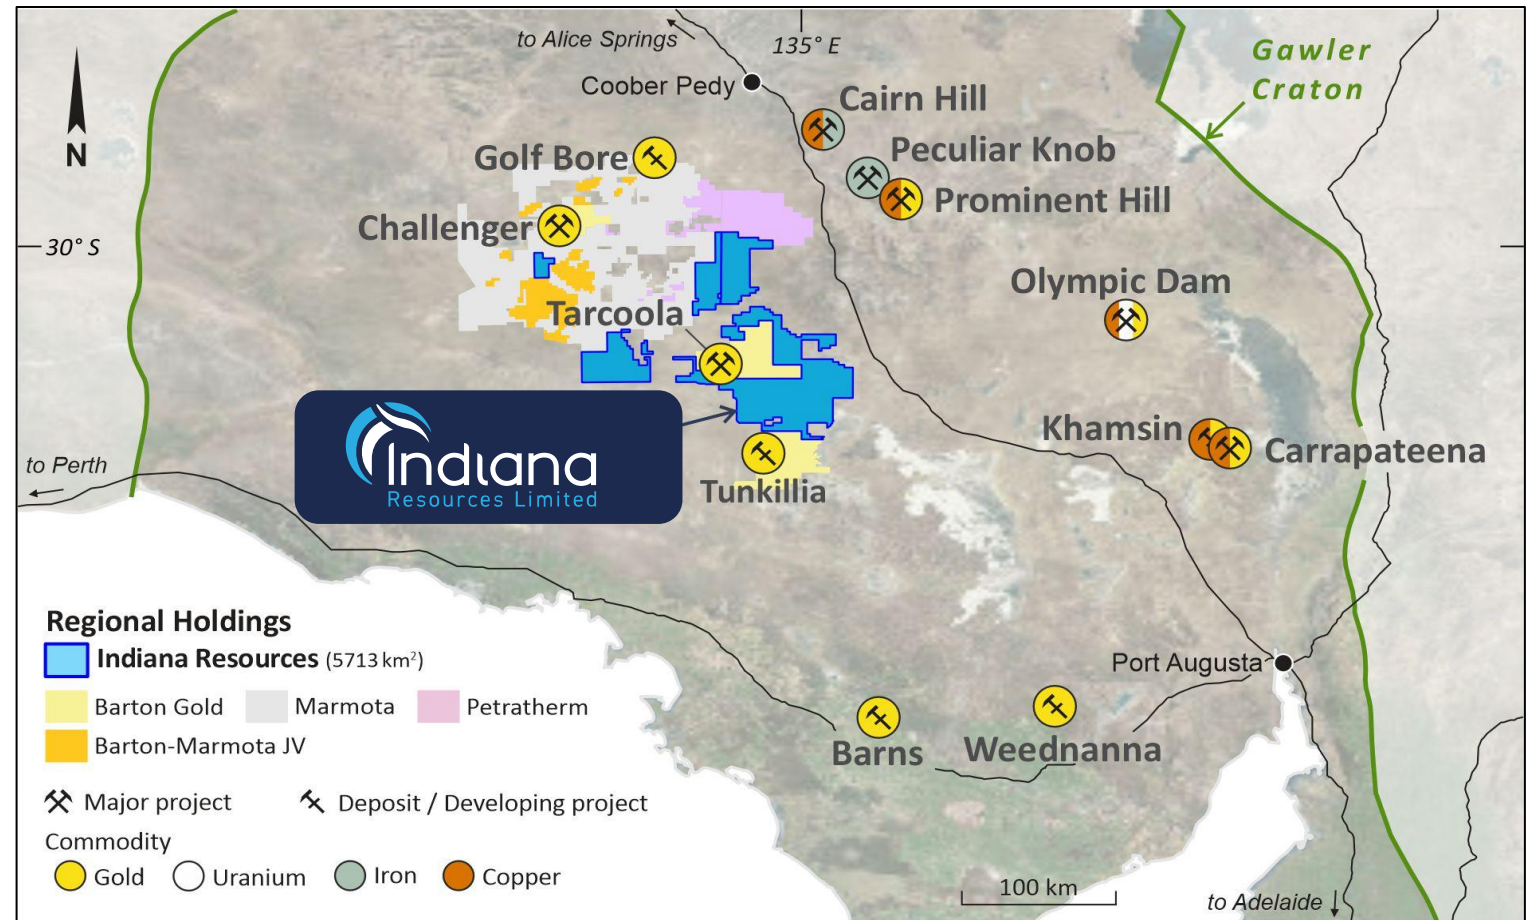 to Alice Springs
135° E
Gawler
Craton
Coober Pedy
Cairn Hill
N
Golf Bore
Peculiar Knob
Prominent Hill
Challenger
30° S
Olympic Dam
Tarcoola
Khamsin
Carrapateena
to Perth
Indiana
Resources Limited
Tunkillia
Regional Holdings
Indiana Resources (5713 km²)
Barton Gold
Marmota
Petratherm
Barton-Marmota JV
Port Augusta
Barns
Weednanna
Major project
Deposit / Developing project
Commodity
Gold
Uranium
Iron
Copper
100 km
to Adelaide